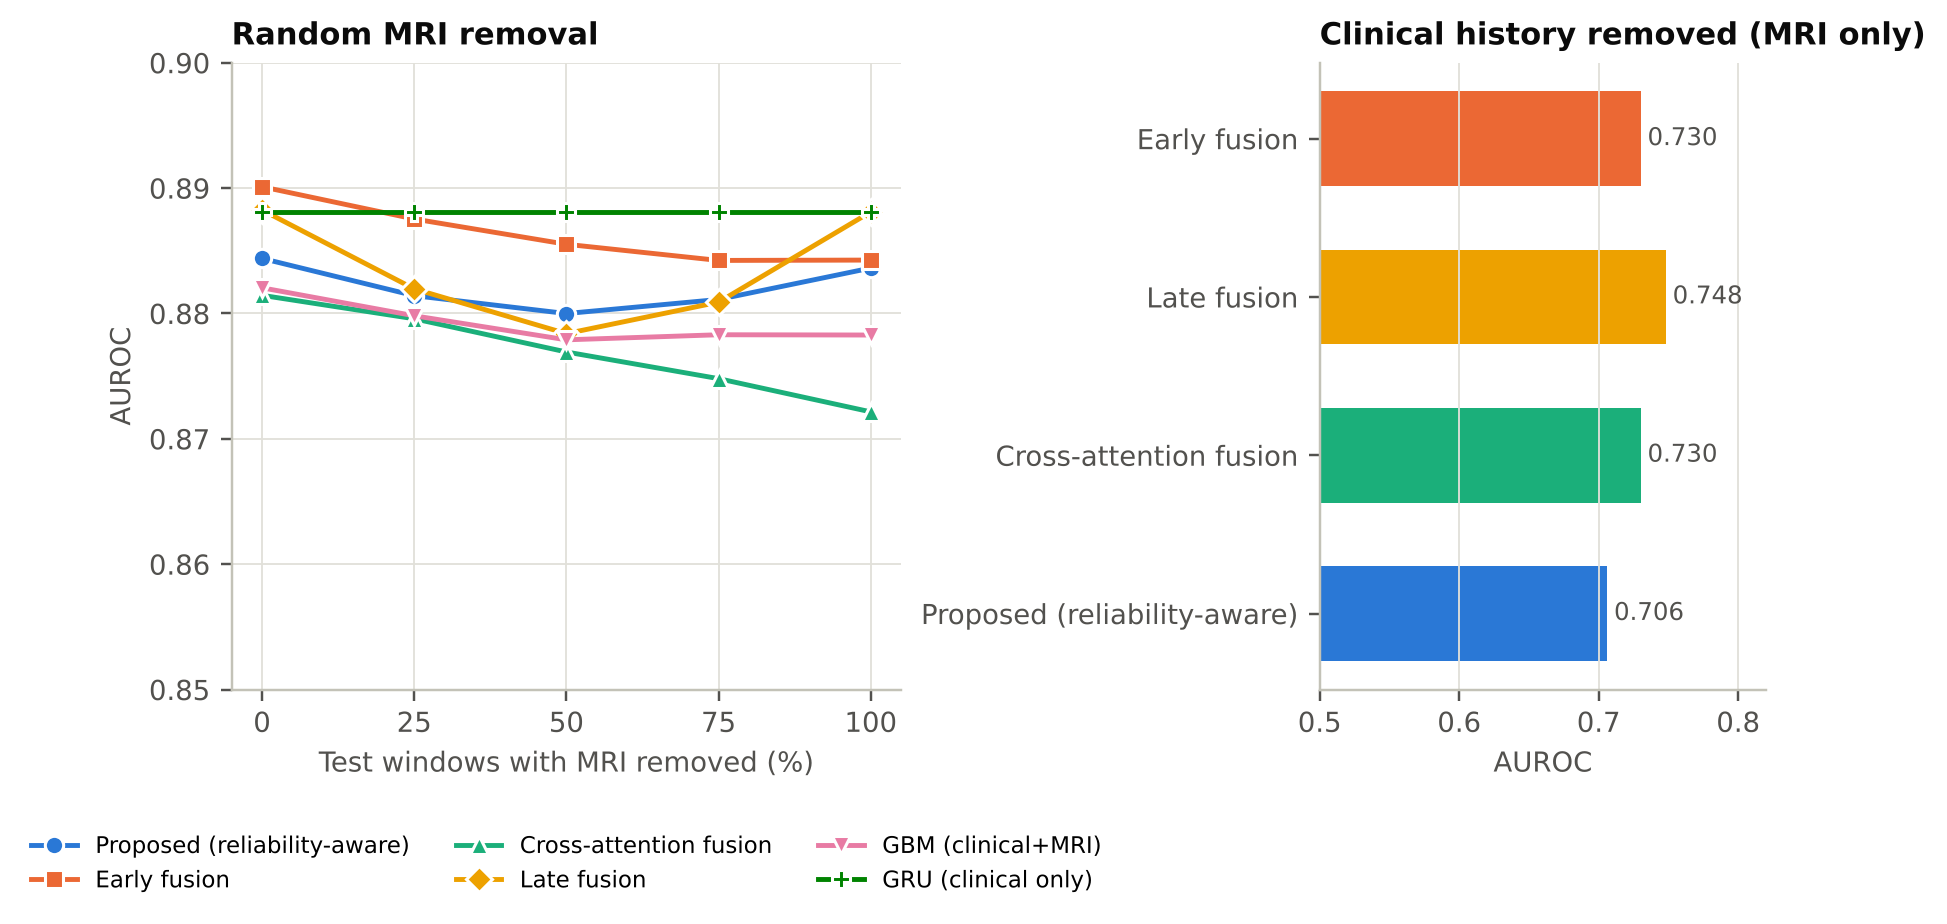 Random MRI removal
0.90
0.89
0.88
0.87
0.86
0.85
AUROC
0
25
50
75
100
Test windows with MRI removed (%)
Clinical history removed (MRI only)
Early fusion
0.730
Late fusion
0.748
Cross-attention fusion
0.730
Proposed (reliability-aware)
0.706
0.5
0.6
0.7
0.8
AUROC
Proposed (reliability-aware)
Early fusion
Cross-attention fusion
Late fusion
GBM (clinical+MRI)
GRU (clinical only)